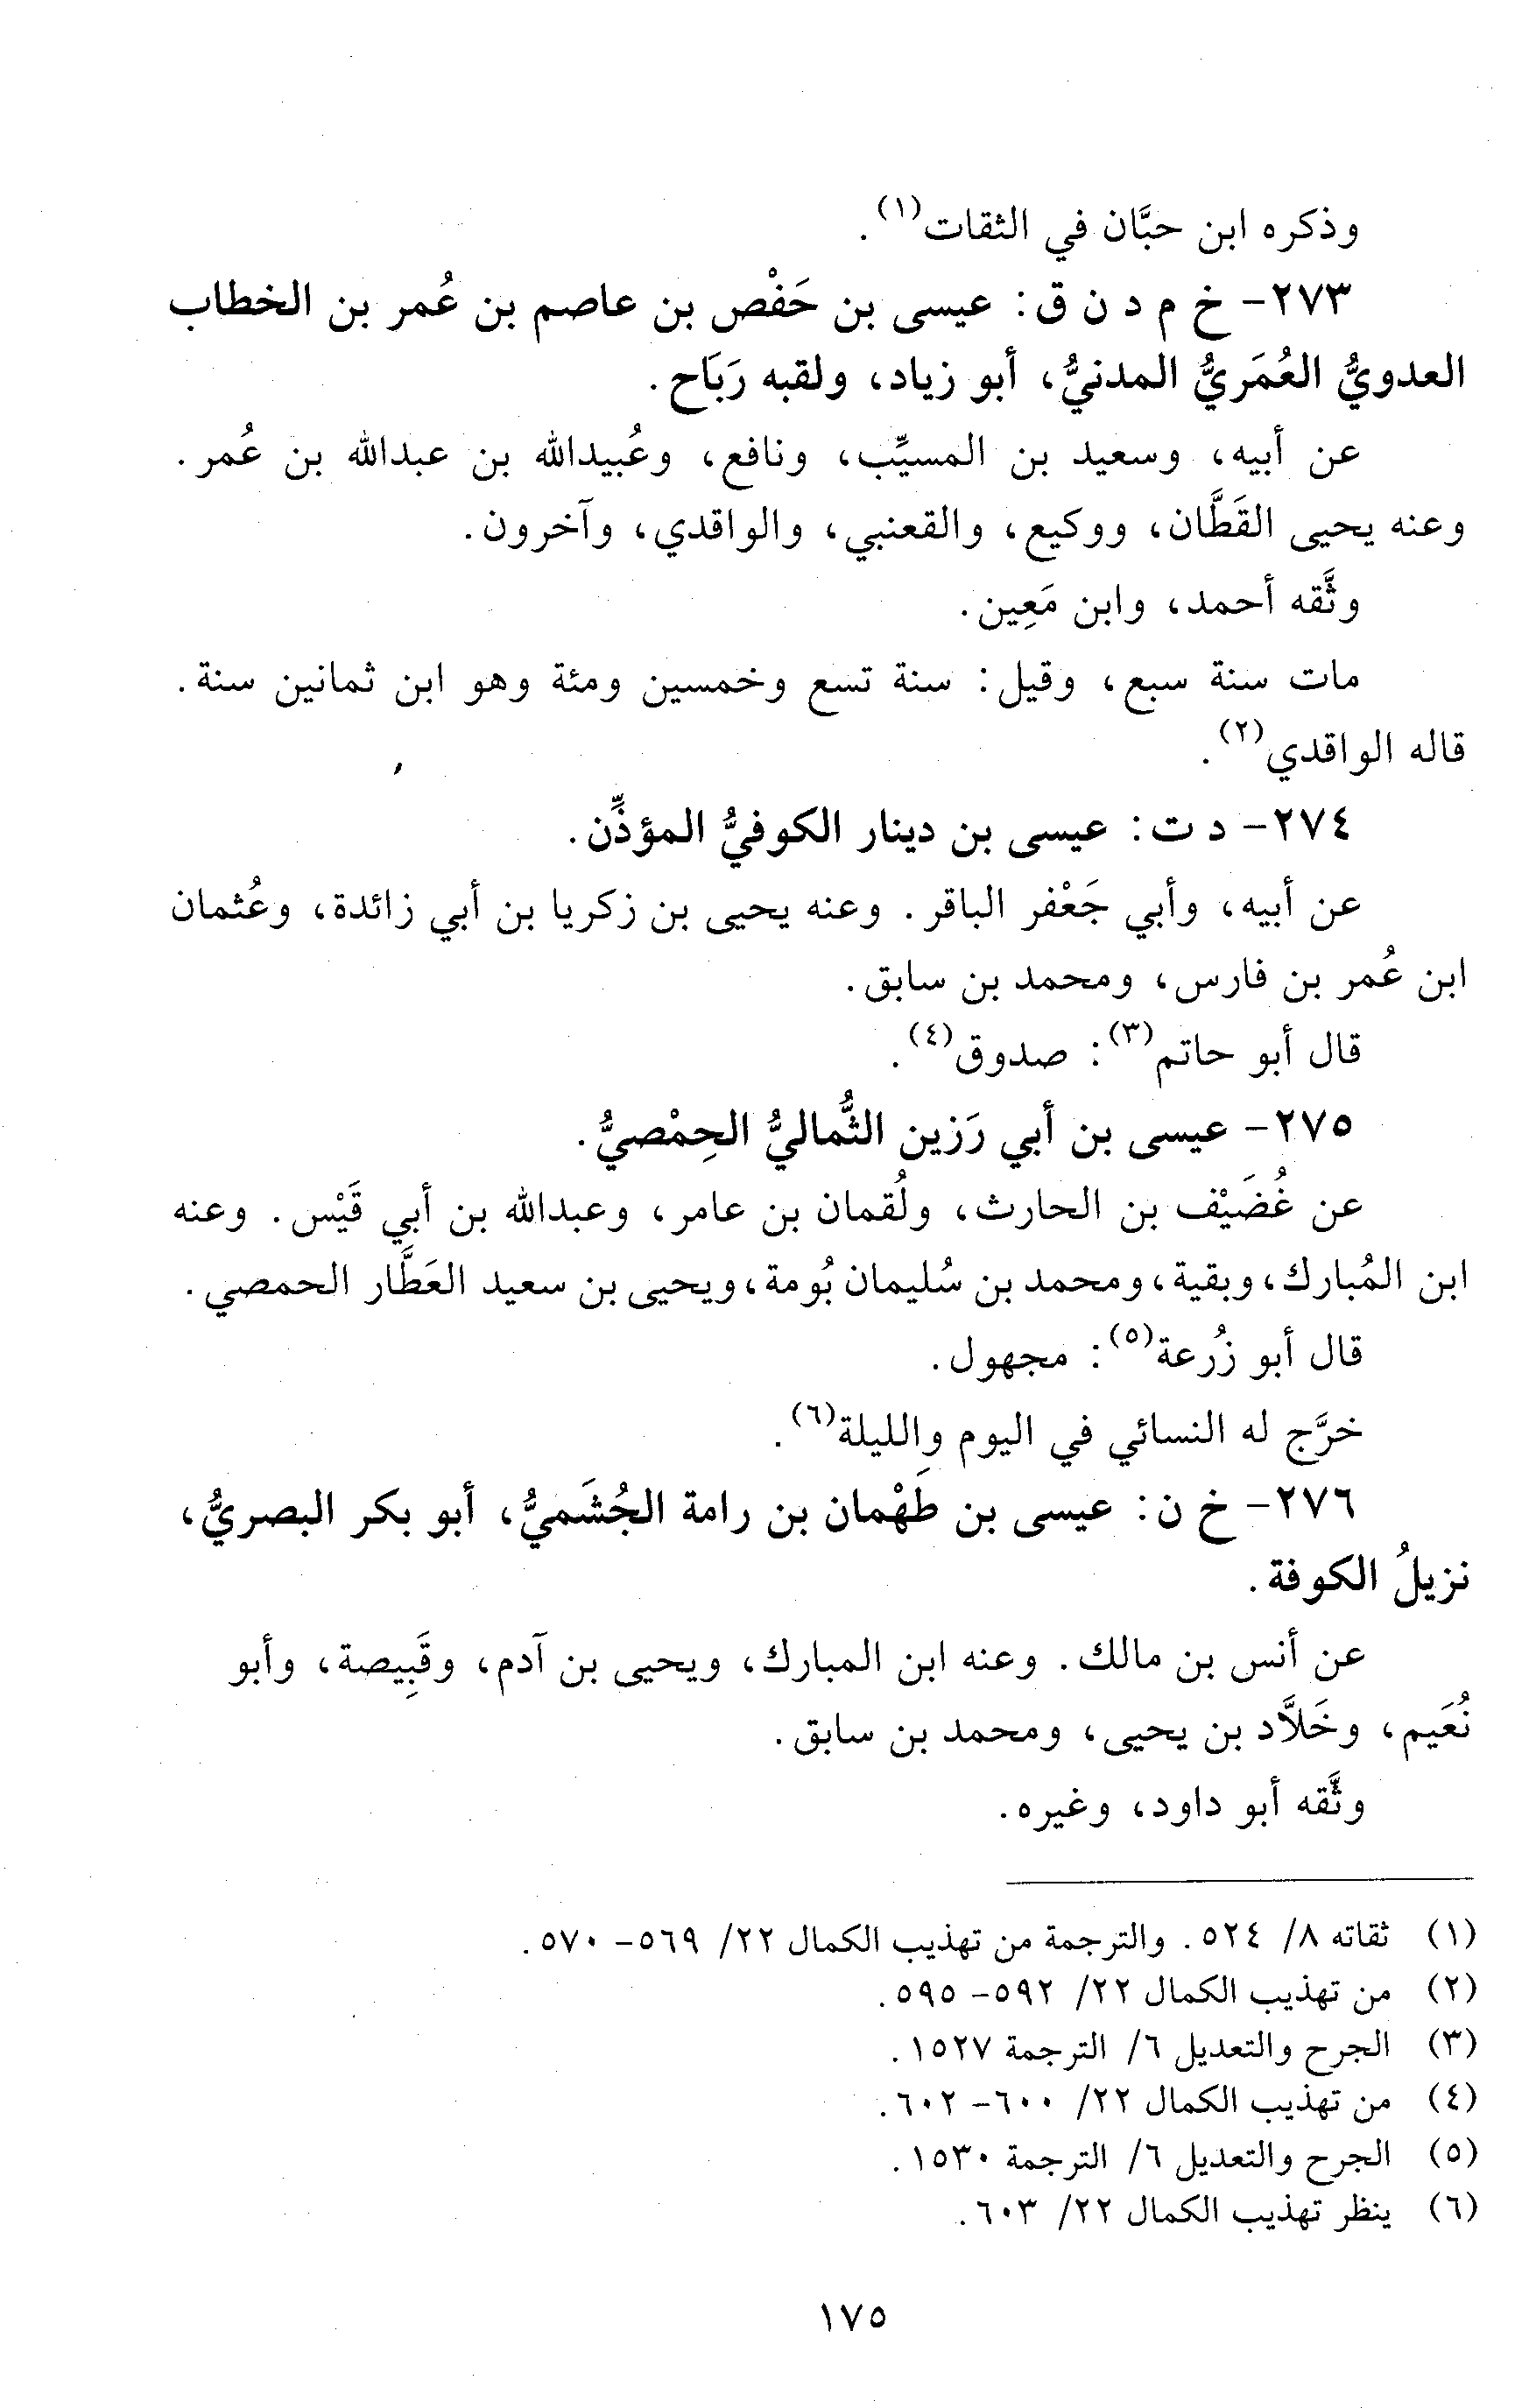 وذكره ابن حبَّان في الثقات(١).
٢٧٣- خ م د ن ق: عيسى بن حَفْص بن عاصم بن عُمر بن الخطاب
العدويُّ العُمَريُّ المدنيُّ، أبو زياد، ولقبه رَبَاح.
عن أبيه، وسعيد بن المسيِّب، ونافع، وعُبيدالله بن عبدالله بن عُمر.
وعنه يحيى القَطَّان، ووكيع، والقعنبي، والواقدي، وآخرون.
وثَّقه أحمد، وابن مَعِين.
مات سنة سبع، وقيل: سنة تسع وخمسين ومئة وهو ابن ثمانين سنة.
قاله الواقدي(٢).
٢٧٤- د ت: عيسى بن دينار الكوفيُّ المؤذِّن.
عن أبيه، وأبي جَعْفر الباقر. وعنه يحيى بن زكريا بن أبي زائدة، وعُثمان
ابن عُمر بن فارس، ومحمد بن سابق.
قال أبو حاتم(٣): صدوق(٤).
٢٧٥- عيسى بن أبي رَزين الثُّماليُّ الحِمْصيُّ.
عن غُضَيْف بن الحارث، ولُقمان بن عامر، وعبدالله بن أبي قَيْس. وعنه
ابن المُبارك، وبقية، ومحمد بن سُليمان بُومة، ويحيى بن سعيد العَطَّار الحمصي.
قال أبو زُرعة(٥): مجهول.
خرَّج له النسائي في اليوم والليلة(٦).
٢٧٦- خ ن: عيسى بن طَهْمان بن رامة الجُشَميُّ، أبو بكر البصريُّ،
نزيلُ الكوفة.
عن أنس بن مالك. وعنه ابن المبارك، ويحيى بن آدم، وقَبِيصة، وأبو
نُعَيم، وخَلاَّد بن يحيى، ومحمد بن سابق.
وثَّقه أبو داود، وغيره.
(١) ثقاته ٨/ ٥٢٤. والترجمة من تهذيب الكمال ٢٢/ ٥٦٩- ٥٧٠.
(٢) من تهذيب الكمال ٢٢/ ٥٩٢- ٥٩٥.
(٣) الجرح والتعديل ٦/ الترجمة ١٥٢٧.
(٤) من تهذيب الكمال ٢٢/ ٦٠٠- ٦٠٢.
(٥) الجرح والتعديل ٦/ الترجمة ١٥٣٠.
(٦) ينظر تهذيب الكمال ٢٢/ ٦٠٣.
١٧٥